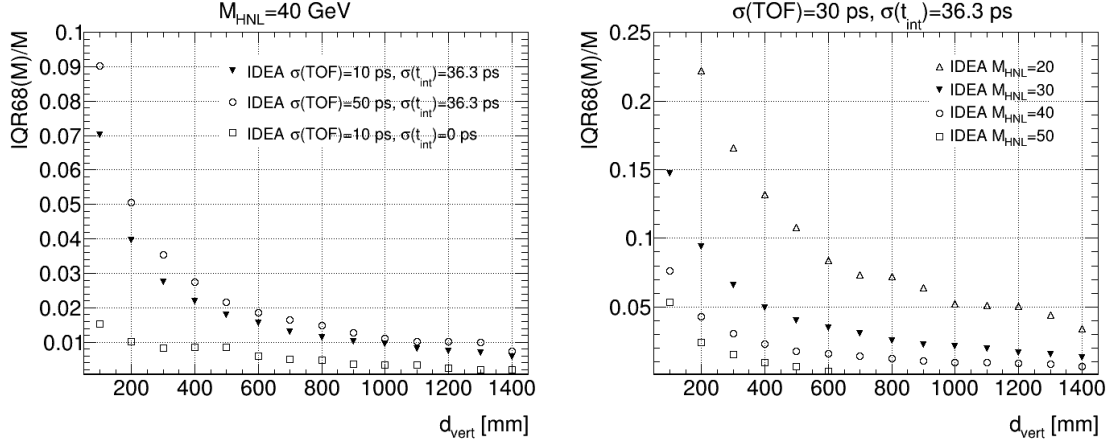 M_HNL=40 GeV
IQR68(M)/M
0.1
0.09
0.08
0.07
0.06
0.05
0.04
0.03
0.02
0.01
IDEA σ(TOF)=10 ps, σ(t_int)=36.3 ps
IDEA σ(TOF)=50 ps, σ(t_int)=36.3 ps
IDEA σ(TOF)=10 ps, σ(t_int)=0 ps
200 400 600 800 1000 1200 1400
d_vert [mm]
σ(TOF)=30 ps, σ(t_int)=36.3 ps
IQR68(M)/M
0.25
0.2
0.15
0.1
0.05
IDEA M_HNL=20
IDEA M_HNL=30
IDEA M_HNL=40
IDEA M_HNL=50
200 400 600 800 1000 1200 1400
d_vert [mm]